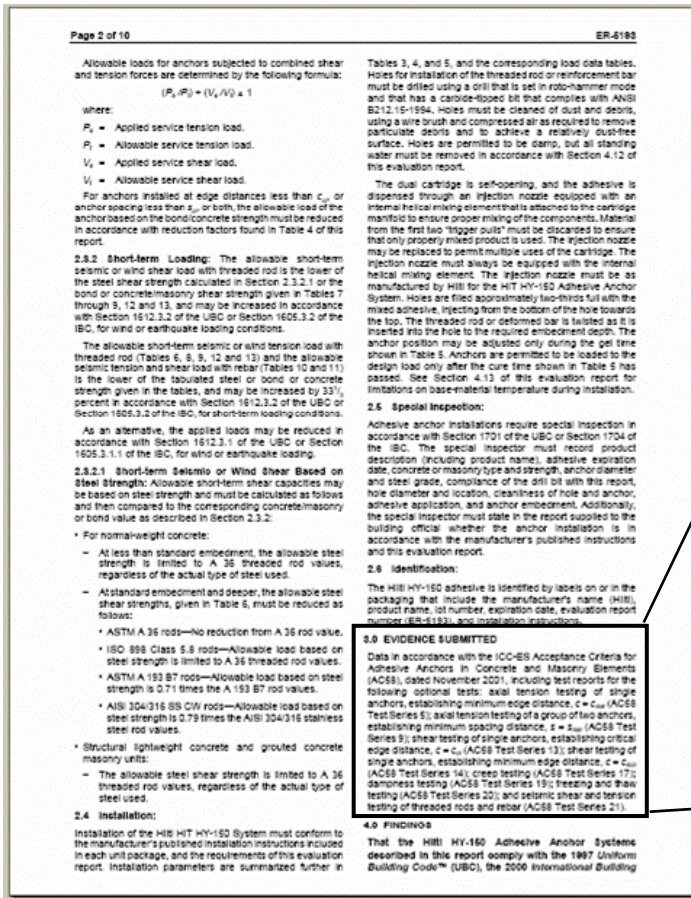 Page 2 of 10
ER-5193
Allowable loads for anchors subjected to combined shear
and tension forces are determined by the following formula:
(Pₛ/Pₜ) + (Vₛ/Vₜ) ≤ 1
where:
Pₛ = Applied service tension load.
Pₜ = Allowable service tension load.
Vₛ = Applied service shear load.
Vₜ = Allowable service shear load.
For anchors installed at edge distances less than c꜀ᵣ, or
anchor spacing less than s꜀ᵣ, or both, the allowable load of the
anchor based on the bond/concrete strength must be reduced
in accordance with reduction factors found in Table 4 of this
report.
2.3.2 Short-term Loading: The allowable short-term
seismic or wind shear load with threaded rod is the lower of
the steel shear strength calculated in Section 2.3.2.1 or the
bond or concrete/masonry shear strength given in Tables 7
through 9, 12 and 13, and may be increased in accordance
with Section 1612.3.2 of the UBC or Section 1605.3.2 of the
IBC, for wind or earthquake loading conditions.
The allowable short-term seismic or wind tension load with
threaded rod (Tables 6, 8, 9, 12 and 13) and the allowable
seismic tension and shear load with rebar (Tables 10 and 11)
is the lower of the tabulated steel or bond or concrete
strength given in the tables, and may be increased by 33¹/₃
percent in accordance with Section 1612.3.2 of the UBC or
Section 1605.3.2 of the IBC, for short-term loading conditions.
As an alternative, the applied loads may be reduced in
accordance with Section 1612.3.1 of the UBC or Section
1605.3.1.1 of the IBC, for wind or earthquake loading.
2.3.2.1 Short-term Seismic or Wind Shear Based on
Steel Strength: Allowable short-term shear capacities may
be based on steel strength and must be calculated as follows
and then compared to the corresponding concrete/masonry
or bond value as described in Section 2.3.2:
• For normal-weight concrete:
– At less than standard embedment, the allowable steel
strength is limited to A 36 threaded rod values,
regardless of the actual type of steel used.
– At standard embedment and deeper, the allowable steel
shear strengths, given in Table 6, must be reduced as
follows:
• ASTM A 36 rods—No reduction from A 36 rod value.
• ISO 898 Class 5.8 rods—Allowable load based on
steel strength is limited to A 36 threaded rod values.
• ASTM A 193 B7 rods—Allowable load based on steel
strength is 0.71 times the A 193 B7 rod values.
• AISI 304/316 SS CW rods—Allowable load based on
steel strength is 0.79 times the AISI 304/316 stainless
steel rod values.
• Structural lightweight concrete and grouted concrete
masonry units:
– The allowable steel shear strength is limited to A 36
threaded rod values, regardless of the actual type of
steel used.
2.4 Installation:
Installation of the Hilti HIT HY-150 System must conform to
the manufacturer's published installation instructions included
in each unit package, and the requirements of this evaluation
report. Installation parameters are summarized further in
Tables 3, 4, and 5, and the corresponding load data tables.
Holes for installation of the threaded rod or reinforcement bar
must be drilled using a drill that is set in roto-hammer mode
and that has a carbide-tipped bit that complies with ANSI
B212.15-1994. Holes must be cleaned of dust and debris,
using a wire brush and compressed air as required to remove
particulate debris and to achieve a relatively dust-free
surface. Holes are permitted to be damp, but all standing
water must be removed in accordance with Section 4.12 of
this evaluation report.
The dual cartridge is self-opening, and the adhesive is
dispensed through an injection nozzle equipped with an
internal helical mixing element that is attached to the cartridge
manifold to ensure proper mixing of the components. Material
from the first two "trigger pulls" must be discarded to ensure
that only properly mixed product is used. The injection nozzle
may be replaced to permit multiple uses of the cartridge. The
injection nozzle must always be equipped with the internal
helical mixing element. The injection nozzle must be as
manufactured by Hilti for the HIT HY-150 Adhesive Anchor
System. Holes are filled approximately two-thirds full with the
mixed adhesive, injecting from the bottom of the hole towards
the top. The threaded rod or deformed bar is twisted as it is
inserted into the hole to the required embedment depth. The
anchor position may be adjusted only during the gel time
shown in Table 5. Anchors are permitted to be loaded to the
design load only after the cure time shown in Table 5 has
passed. See Section 4.13 of this evaluation report for
limitations on base-material temperature during installation.
2.5 Special Inspection:
Adhesive anchor installations require special inspection in
accordance with Section 1701 of the UBC or Section 1704 of
the IBC. The special inspector must record product
description (including product name), adhesive expiration
date, concrete or masonry type and strength, anchor diameter
and steel grade, compliance of the drill bit with this report,
hole diameter and location, cleanliness of hole and anchor,
adhesive application, and anchor embedment. Additionally,
the special inspector must state in the report supplied to the
building official whether the anchor installation is in
accordance with the manufacturer's published instructions
and this evaluation report.
2.6 Identification:
The Hilti HY-150 adhesive is identified by labels on or in the
packaging that include the manufacturer's name (Hilti),
product name, lot number, expiration date, evaluation report
number (ER-5193), and installation instructions.
3.0 EVIDENCE SUBMITTED
Data in accordance with the ICC-ES Acceptance Criteria for
Adhesive Anchors in Concrete and Masonry Elements
(AC58), dated November 2001, including test reports for the
following optional tests: axial tension testing of single
anchors, establishing minimum edge distance, c = cₘᵢₙ (AC58
Test Series 5); axial tension testing of a group of two anchors,
establishing minimum spacing distance, s = sₘᵢₙ (AC58 Test
Series 9); shear testing of single anchors, establishing critical
edge distance, c = c꜀ᵣ (AC58 Test Series 13); shear testing of
single anchors, establishing minimum edge distance, c = cₘᵢₙ
(AC58 Test Series 14); creep testing (AC58 Test Series 17);
dampness testing (AC58 Test Series 19); freezing and thaw
testing (AC58 Test Series 20); and seismic shear and tension
testing of threaded rods and rebar (AC58 Test Series 21).
4.0 FINDINGS
That the Hilti HY-150 Adhesive Anchor Systems
described in this report comply with the 1997 Uniform
Building Code™ (UBC), the 2000 International Building